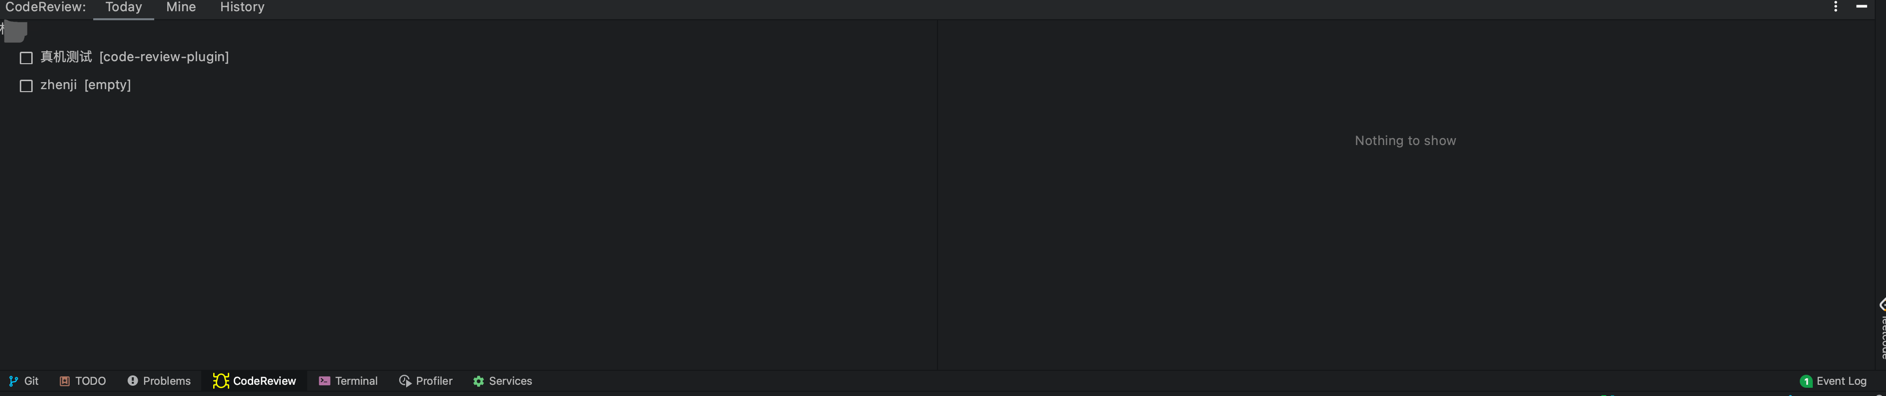 CodeReview: Today Mine History
真机测试 [code-review-plugin]
zhenji [empty]
Nothing to show
leetcode
Git TODO Problems CodeReview Terminal Profiler Services 1 Event Log